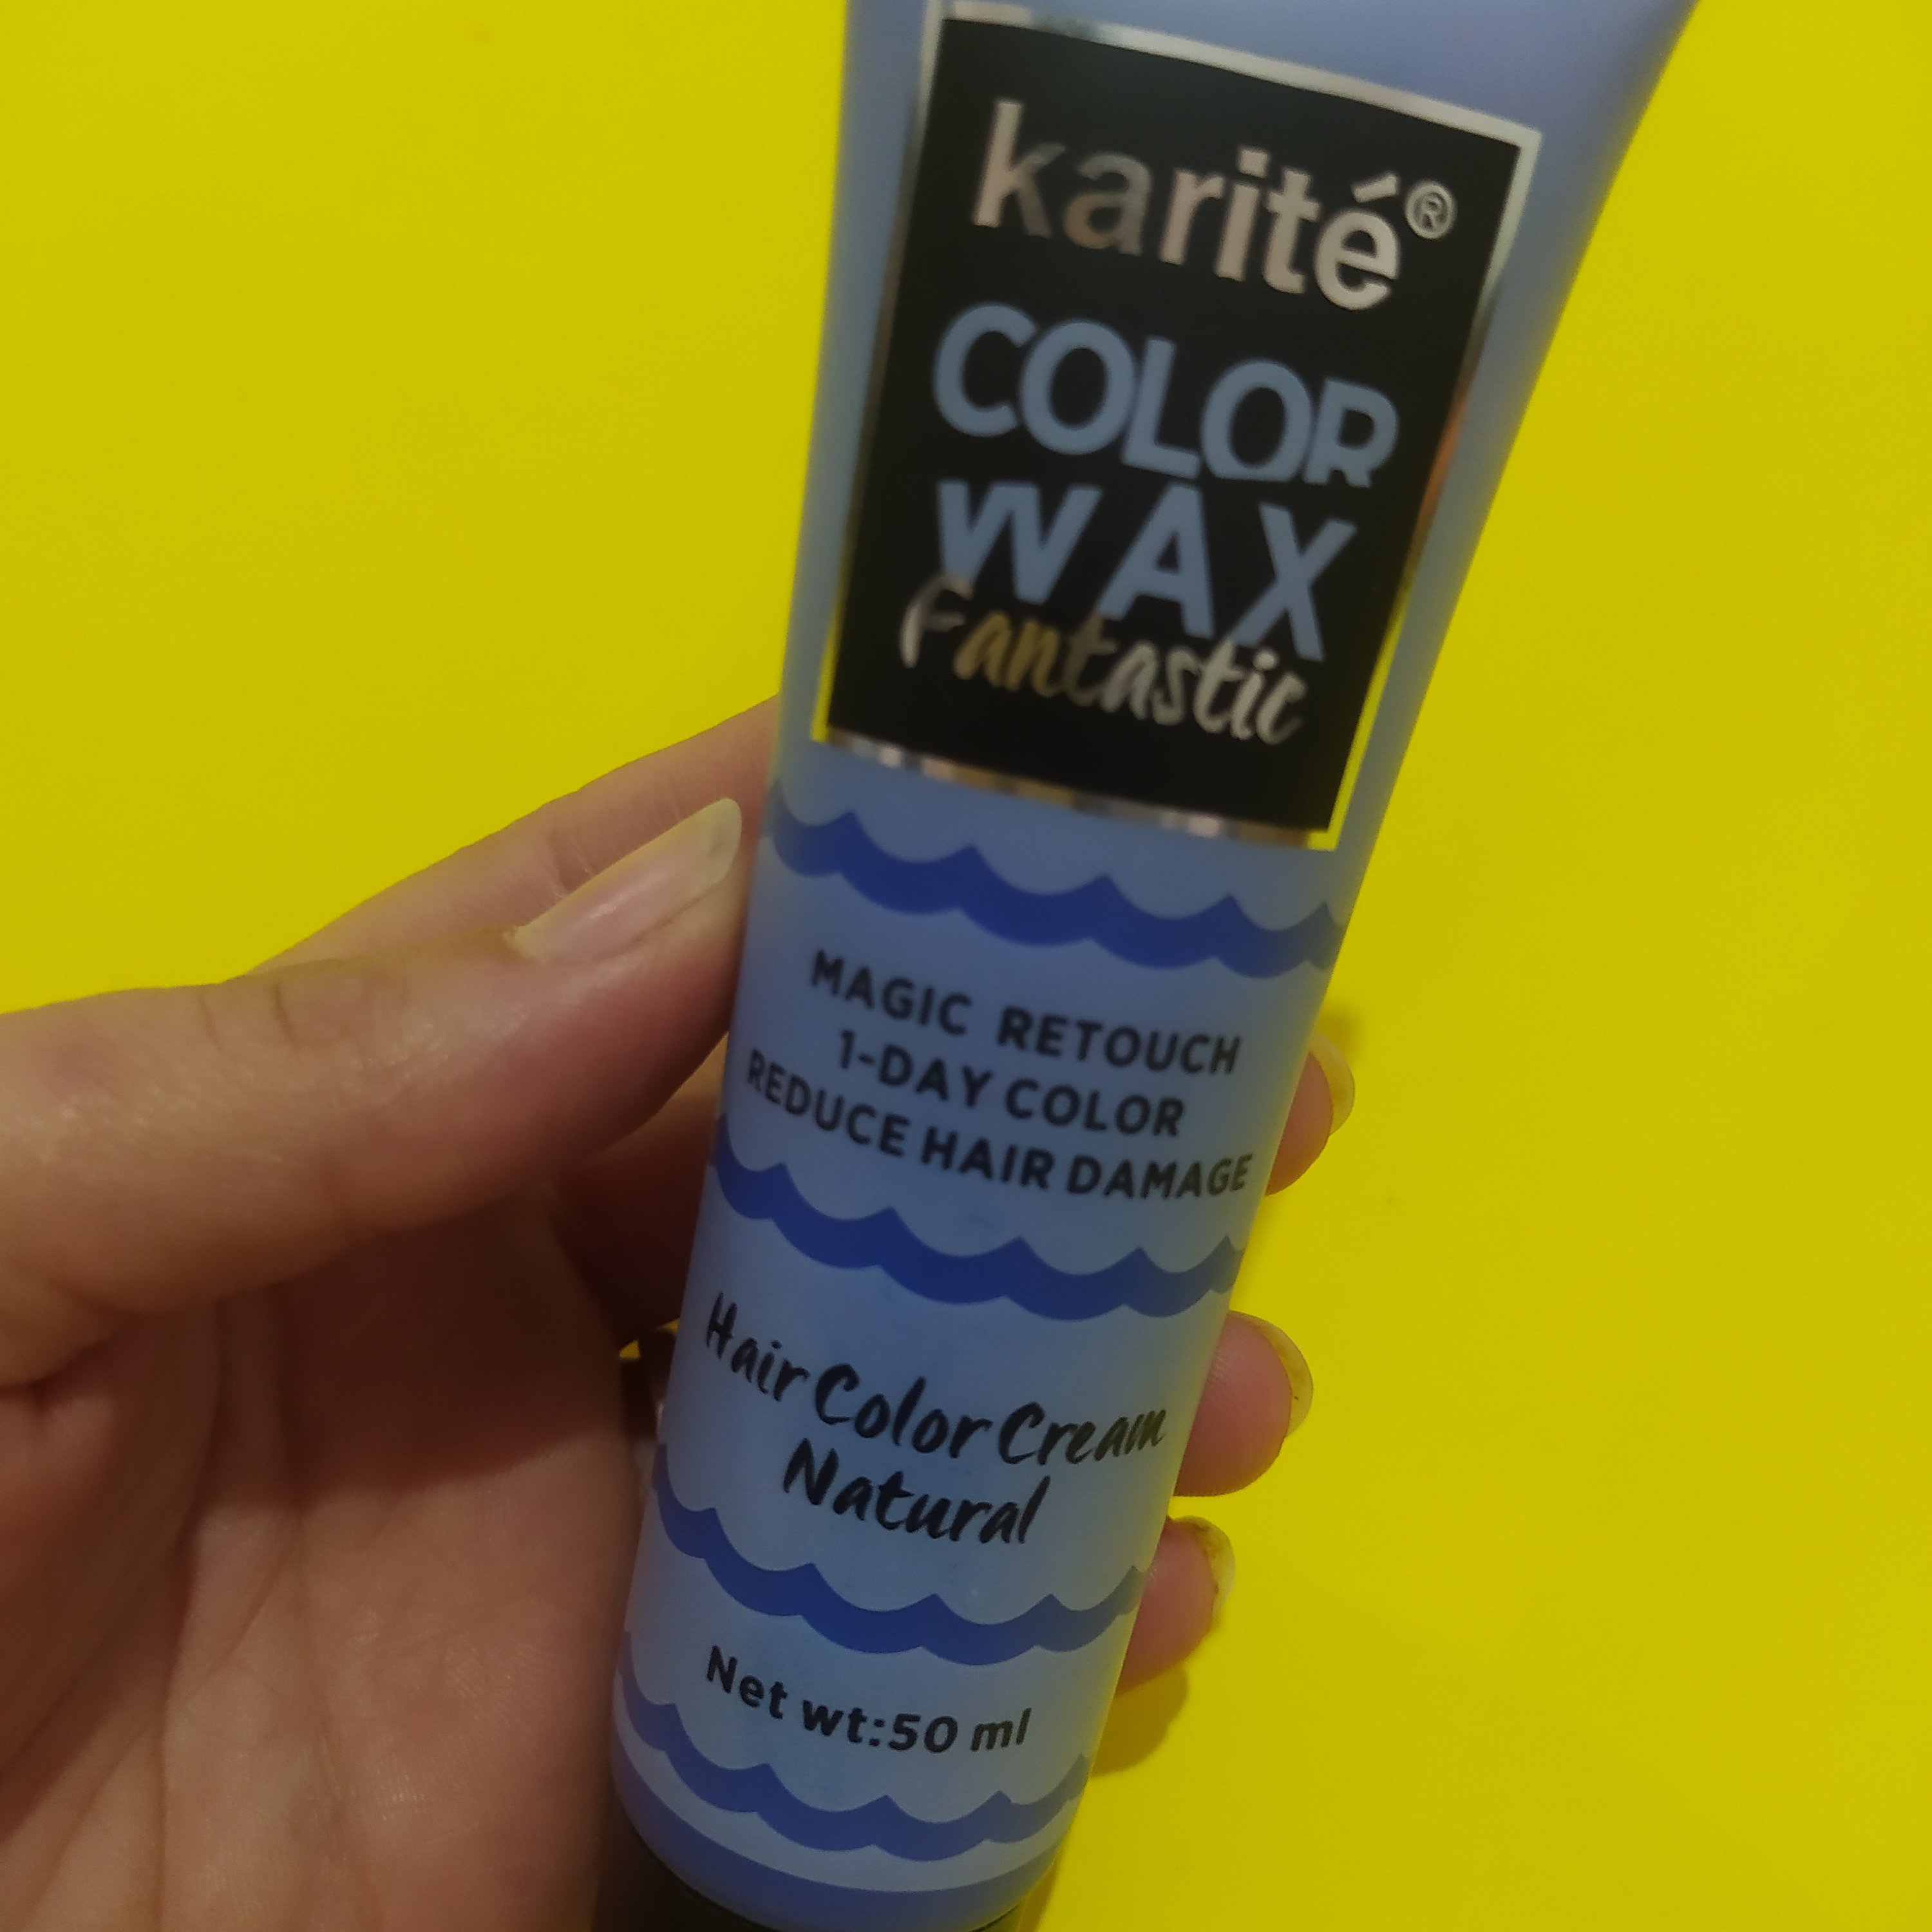 karité®
COLOR
WAX
Fantastic
MAGIC RETOUCH
1-DAY COLOR
REDUCE HAIR DAMAGE
Hair Color Cream
Natural
Net wt:50 ml